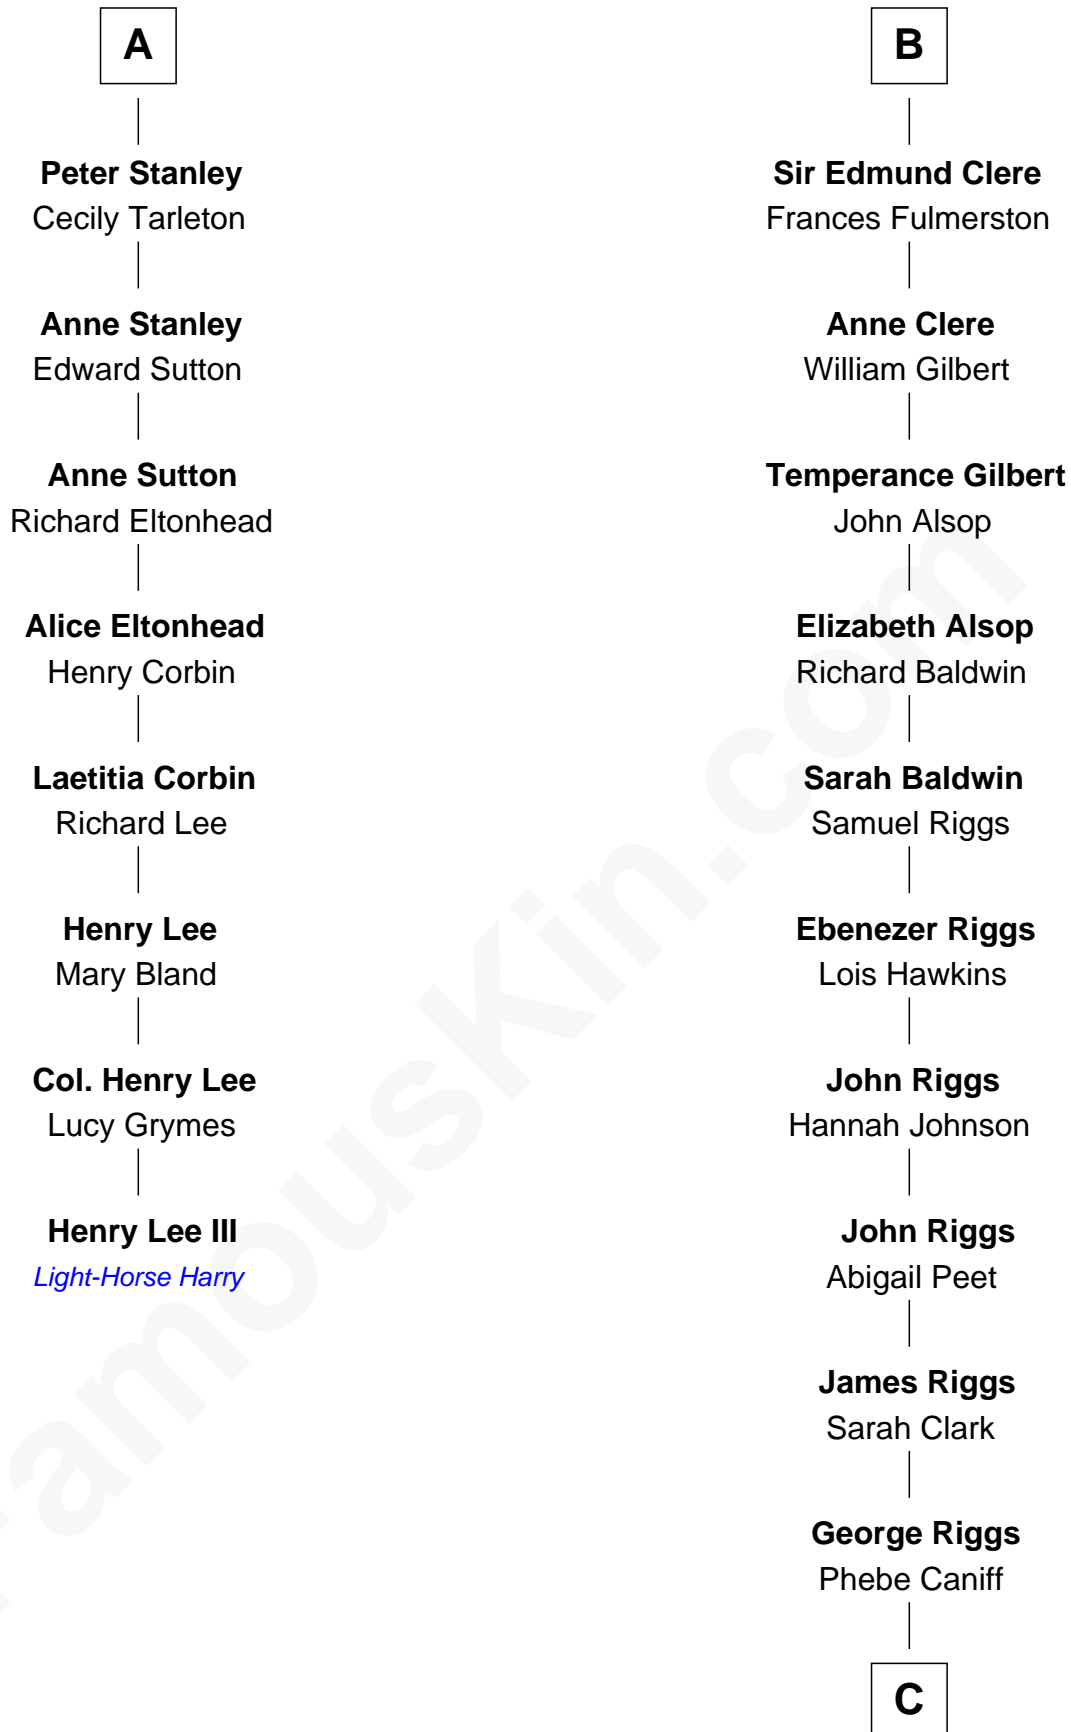 A
Peter Stanley
Cecily Tarleton
Anne Stanley
Edward Sutton
Anne Sutton
Richard Eltonhead
Alice Eltonhead
Henry Corbin
Laetitia Corbin
Richard Lee
Henry Lee
Mary Bland
Col. Henry Lee
Lucy Grymes
Henry Lee III
Light-Horse Harry
B
Sir Edmund Clere
Frances Fulmerston
Anne Clere
William Gilbert
Temperance Gilbert
John Alsop
Elizabeth Alsop
Richard Baldwin
Sarah Baldwin
Samuel Riggs
Ebenezer Riggs
Lois Hawkins
John Riggs
Hannah Johnson
John Riggs
Abigail Peet
James Riggs
Sarah Clark
George Riggs
Phebe Caniff
C
FamousKin.com